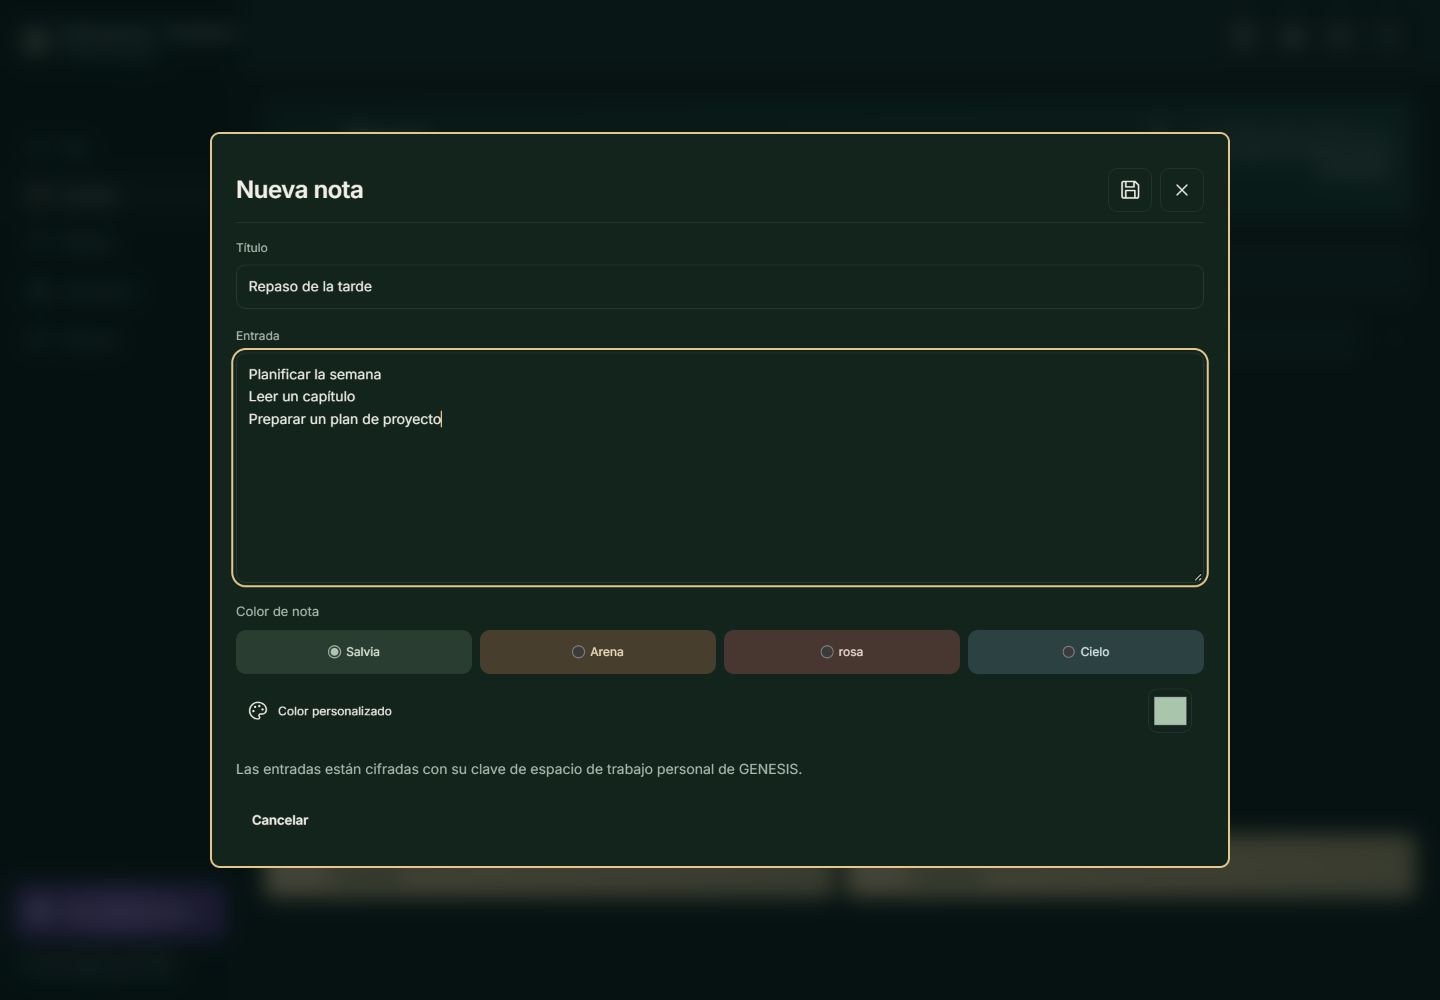 Nueva nota
Título
Repaso de la tarde
Entrada
Planificar la semana
Leer un capítulo
Preparar un plan de proyecto
Color de nota
Salvia
Arena
rosa
Cielo
Color personalizado
Las entradas están cifradas con su clave de espacio de trabajo personal de GENESIS.
Cancelar